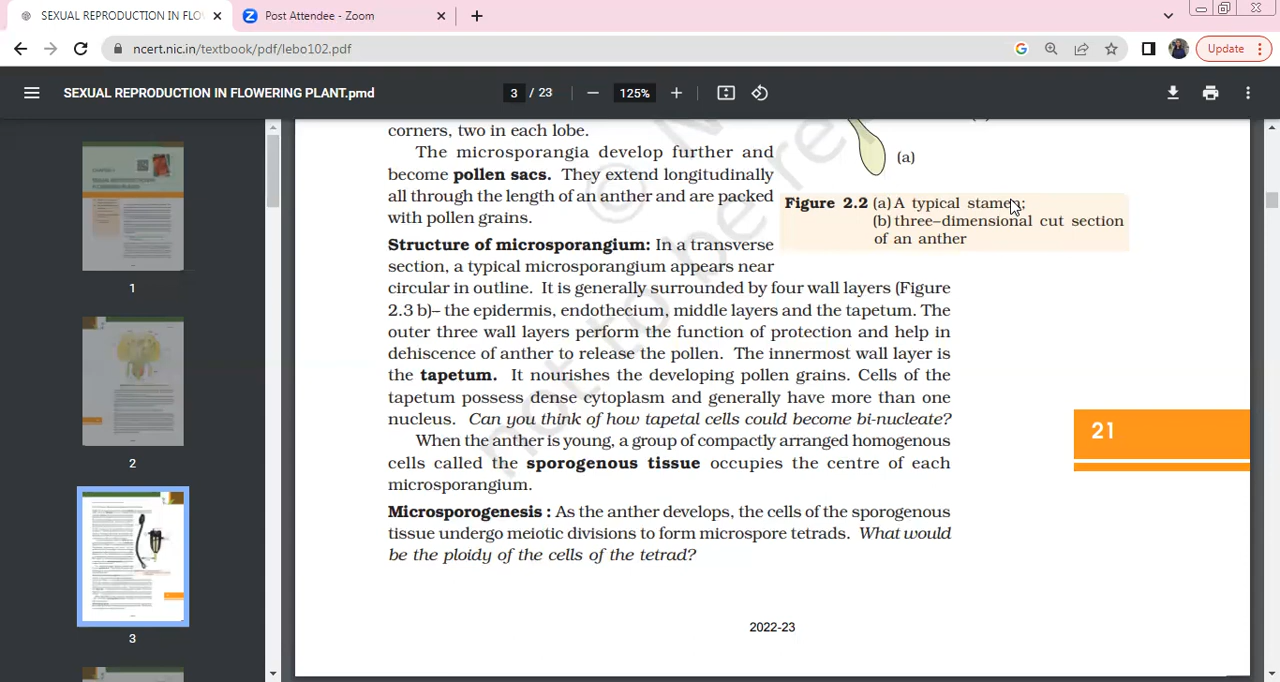 SEXUAL REPRODUCTION IN FLOW
Post Attendee - Zoom
ncert.nic.in/textbook/pdf/lebo102.pdf
Update
SEXUAL REPRODUCTION IN FLOWERING PLANT.pmd
3 / 23
125%
1
2
3
corners, two in each lobe.
The microsporangia develop further and
become pollen sacs. They extend longitudinally
all through the length of an anther and are packed
with pollen grains.
(a)
Figure 2.2 (a) A typical stamen;
(b) three–dimensional cut section
of an anther
Structure of microsporangium: In a transverse
section, a typical microsporangium appears near
circular in outline. It is generally surrounded by four wall layers (Figure
2.3 b)– the epidermis, endothecium, middle layers and the tapetum. The
outer three wall layers perform the function of protection and help in
dehiscence of anther to release the pollen. The innermost wall layer is
the tapetum. It nourishes the developing pollen grains. Cells of the
tapetum possess dense cytoplasm and generally have more than one
nucleus. Can you think of how tapetal cells could become bi-nucleate?
When the anther is young, a group of compactly arranged homogenous
cells called the sporogenous tissue occupies the centre of each
microsporangium.
Microsporogenesis : As the anther develops, the cells of the sporogenous
tissue undergo meiotic divisions to form microspore tetrads. What would
be the ploidy of the cells of the tetrad?
21
2022-23
© N
not to be re